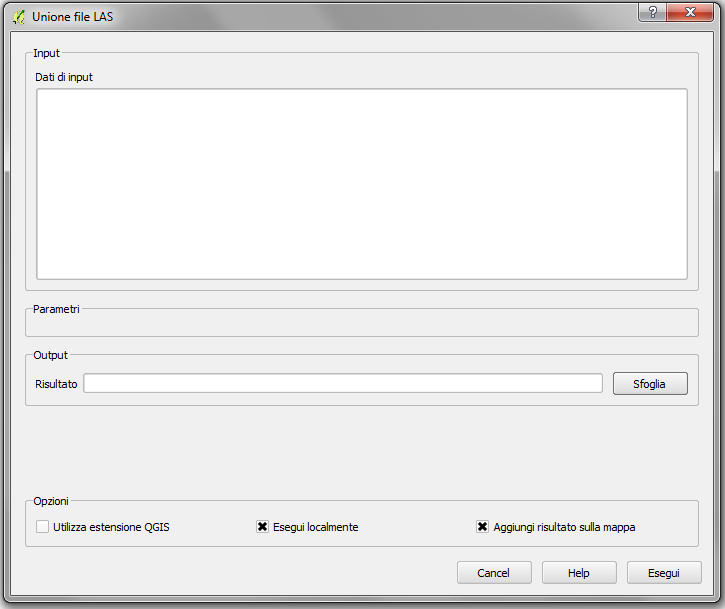 Unione file LAS
?
Input
Dati di input
Parametri
Output
Risultato
Sfoglia
Opzioni
Utilizza estensione QGIS
Esegui localmente
Aggiungi risultato sulla mappa
Cancel
Help
Esegui